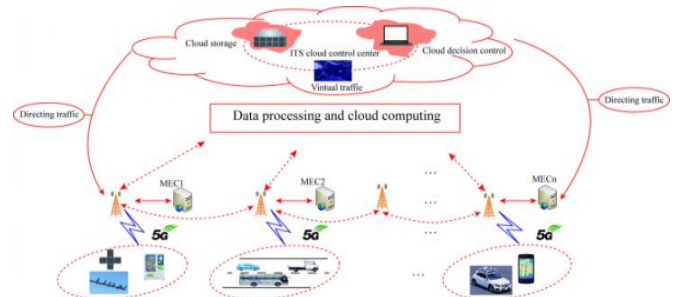 Cloud storage
ITS cloud control center
Cloud decision control
Vintual traffic
Directing traffic
Directing traffic
Data processing and cloud computing
...
MEC1
MEC2
...
MECn
5G
5G
...
5G
...